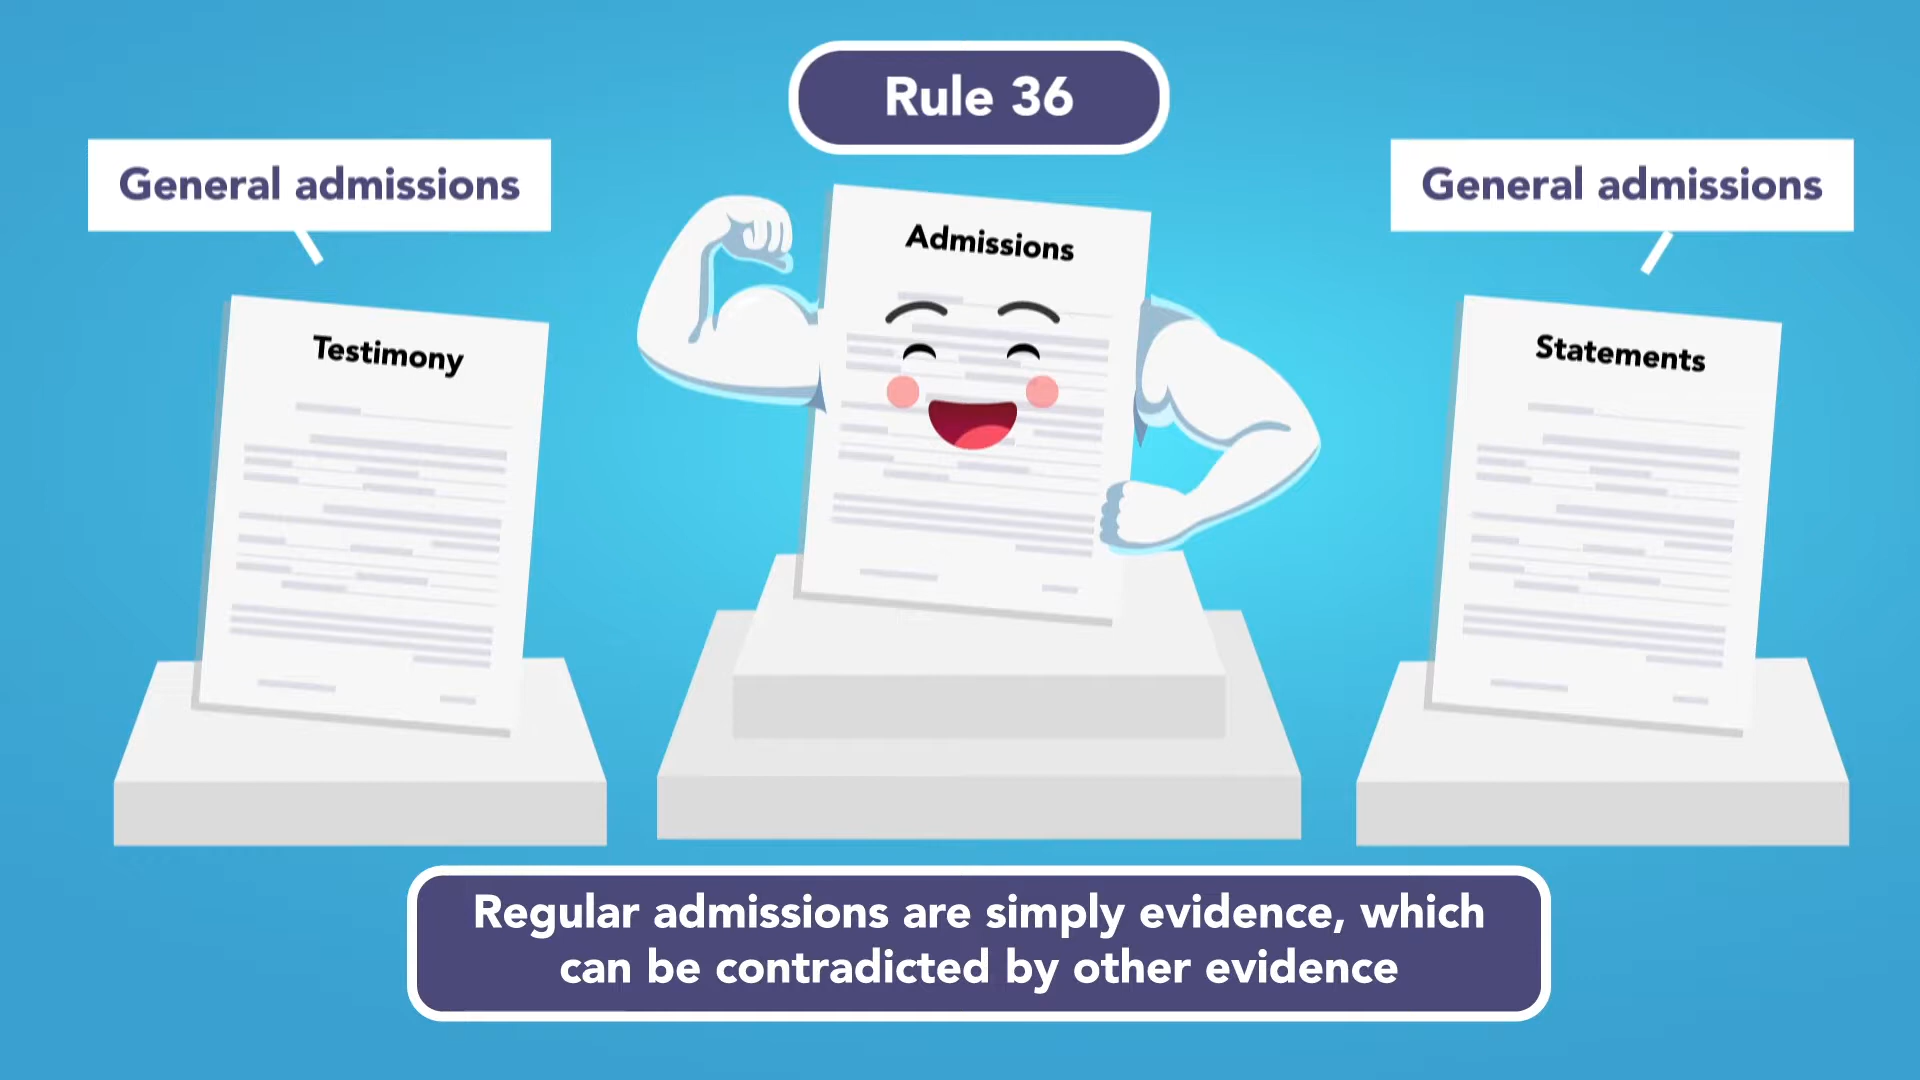 Rule 36
General admissions
General admissions
Admissions
Testimony
Statements
Regular admissions are simply evidence, which
can be contradicted by other evidence